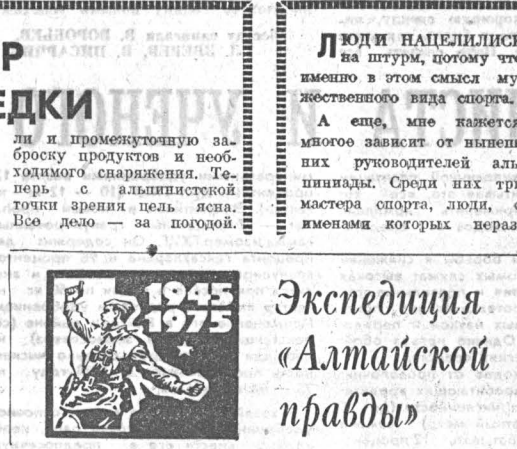 Р
ЕДКИ
ли и промежуточную за-
броску продуктов и необ-
ходимого снаряжения. Те-
перь с альпинистской
точки зрения цель ясна.
Все дело — за погодой.
ЛЮДИ НАЦЕЛИЛИСЬ
на штурм, потому что
именно в этом смысл му-
жественного вида спорта.
А еще, мне кажется
многое зависит от нынеш
них руководителей аль
пиниады. Среди них три
мастера спорта, люди, с
именами которых нераз
1945
1975
Экспедиция
«Алтайской
правды»